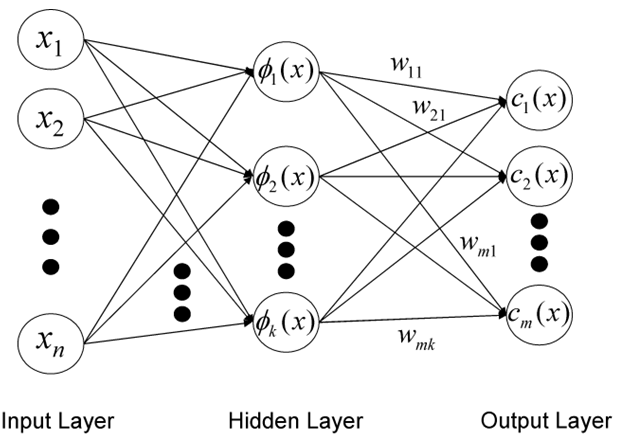 x₁
x₂
xₙ
ϕ₁(x)
ϕ₂(x)
ϕₖ(x)
w₁₁
w₂₁
wₘ₁
wₘₖ
c₁(x)
c₂(x)
cₘ(x)
Input Layer
Hidden Layer
Output Layer